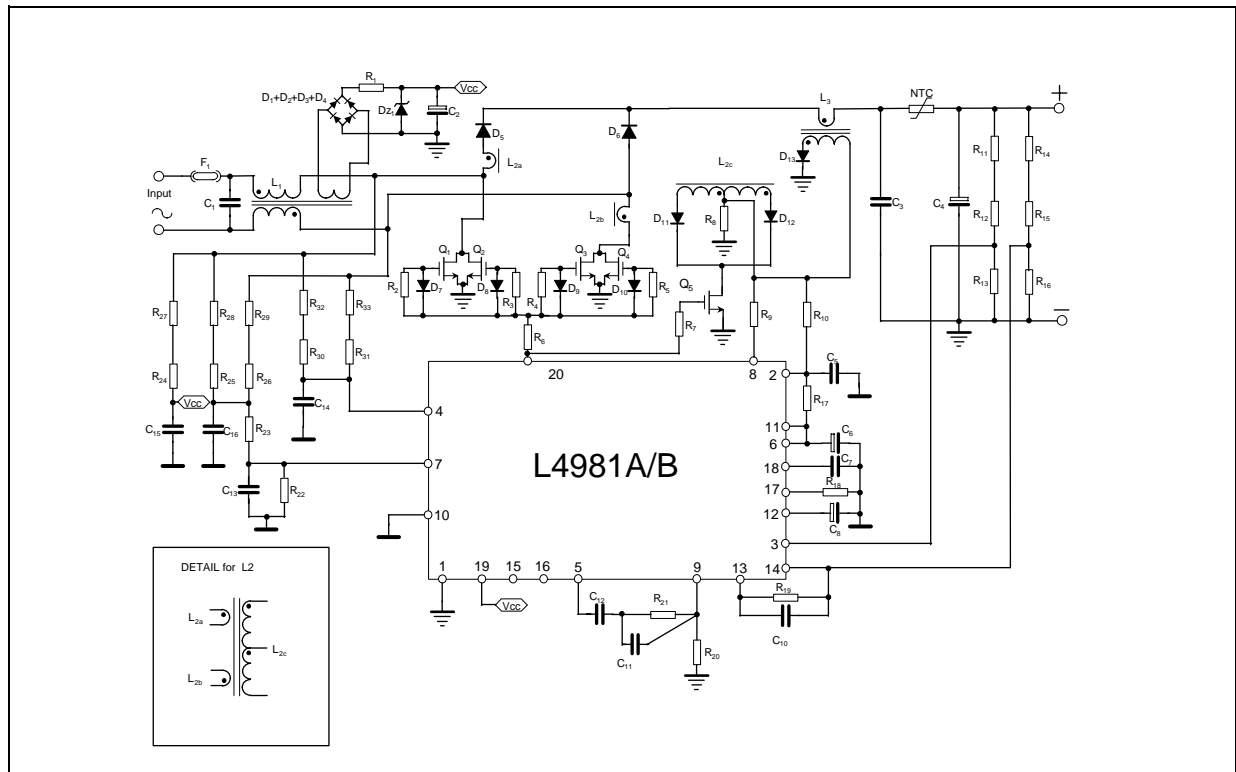 R1
Vcc
D1+D2+D3+D4
Dz1
C2
L3
NTC
+
D5
D6
L2a
L2c
D13
R11
R14
F1
L1
Input
C1
L2b
D11
R8
D12
C3
C4
R12
R15
Q1
Q2
Q3
Q4
R2
D7
D8
R3
R4
D9
D10
R5
Q5
R13
R16
−
R27
R28
R29
R32
R33
R6
R7
R9
R10
R24
R25
R26
R30
R31
20
8
2
C5
R17
Vcc
C14
4
11
C6
C15
C16
R23
6
C7
18
L4981A/B
7
R18
17
C13
R22
12
C8
10
3
14
DETAIL for L2
1
19
15
16
5
9
13
Vcc
C12
R21
R19
L2a
C10
C11
R20
L2c
L2b